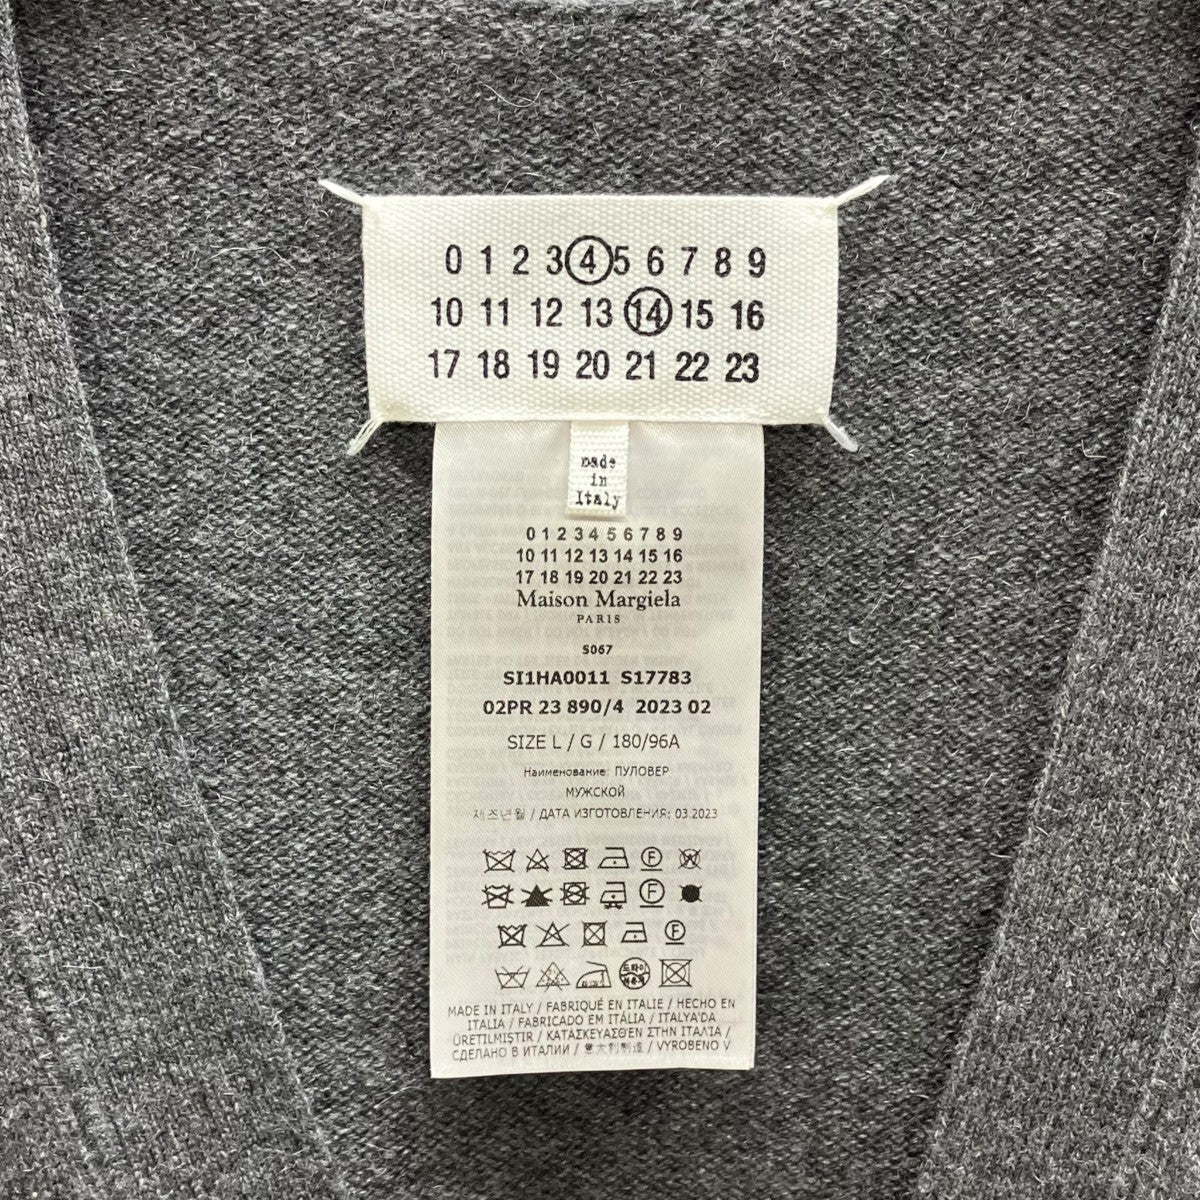 0 1 2 3 4 5 6 7 8 9
10 11 12 13 14 15 16
17 18 19 20 21 22 23
made
in
Italy
0 1 2 3 4 5 6 7 8 9
10 11 12 13 14 15 16
17 18 19 20 21 22 23
Maison Margiela
PARIS
S067
SI1HA0011 S17783
02PR 23 890/4 2023 02
SIZE L / G / 180/96A
Наименование: ПУЛОВЕР
МУЖСКОЙ
제조년월 / ДАТА ИЗГОТОВЛЕНИЯ: 03.2023
F W
F
F
드라이
MADE IN ITALY / FABRIQUÉ EN ITALIE / HECHO EN
ITALIA / FABRICADO EM ITÁLIA / ITALYA'DA
ÜRETILMIŞTIR / ΚΑΤΑΣΚΕΥΑΣΘΕΝ ΣΤΗΝ ΙΤΑΛΙΑ /
СДЕЛАНО В ИТАЛИИ / 意大利制造 / VYROBENO V